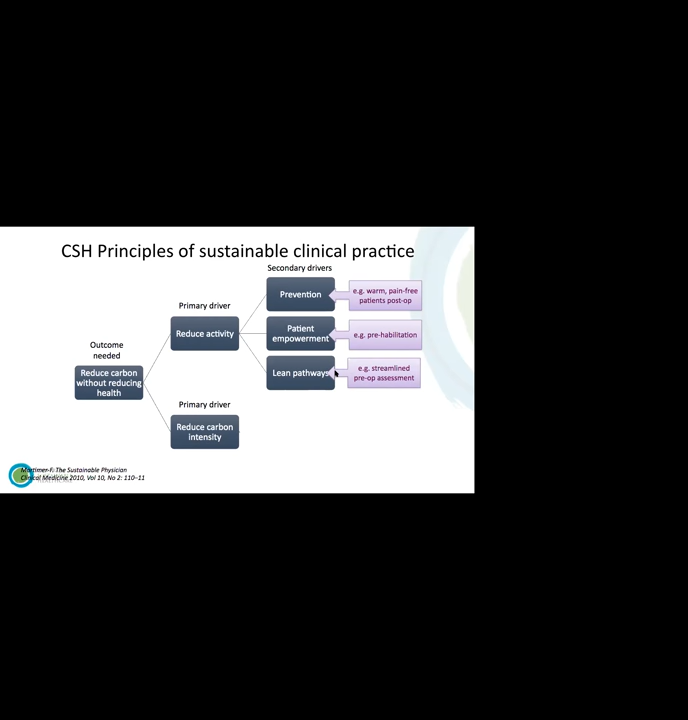 CSH Principles of sustainable clinical practice
Secondary drivers
Prevention
e.g. warm, pain-free
patients post-op
Primary driver
Reduce activity
Patient
empowerment
e.g. pre-habilitation
Outcome
needed
Reduce carbon
without reducing
health
Lean pathways
e.g. streamlined
pre-op assessment
Primary driver
Reduce carbon
intensity
Mortimer F. The Sustainable Physician
Clinical Medicine 2010, Vol 10, No 2: 110–11